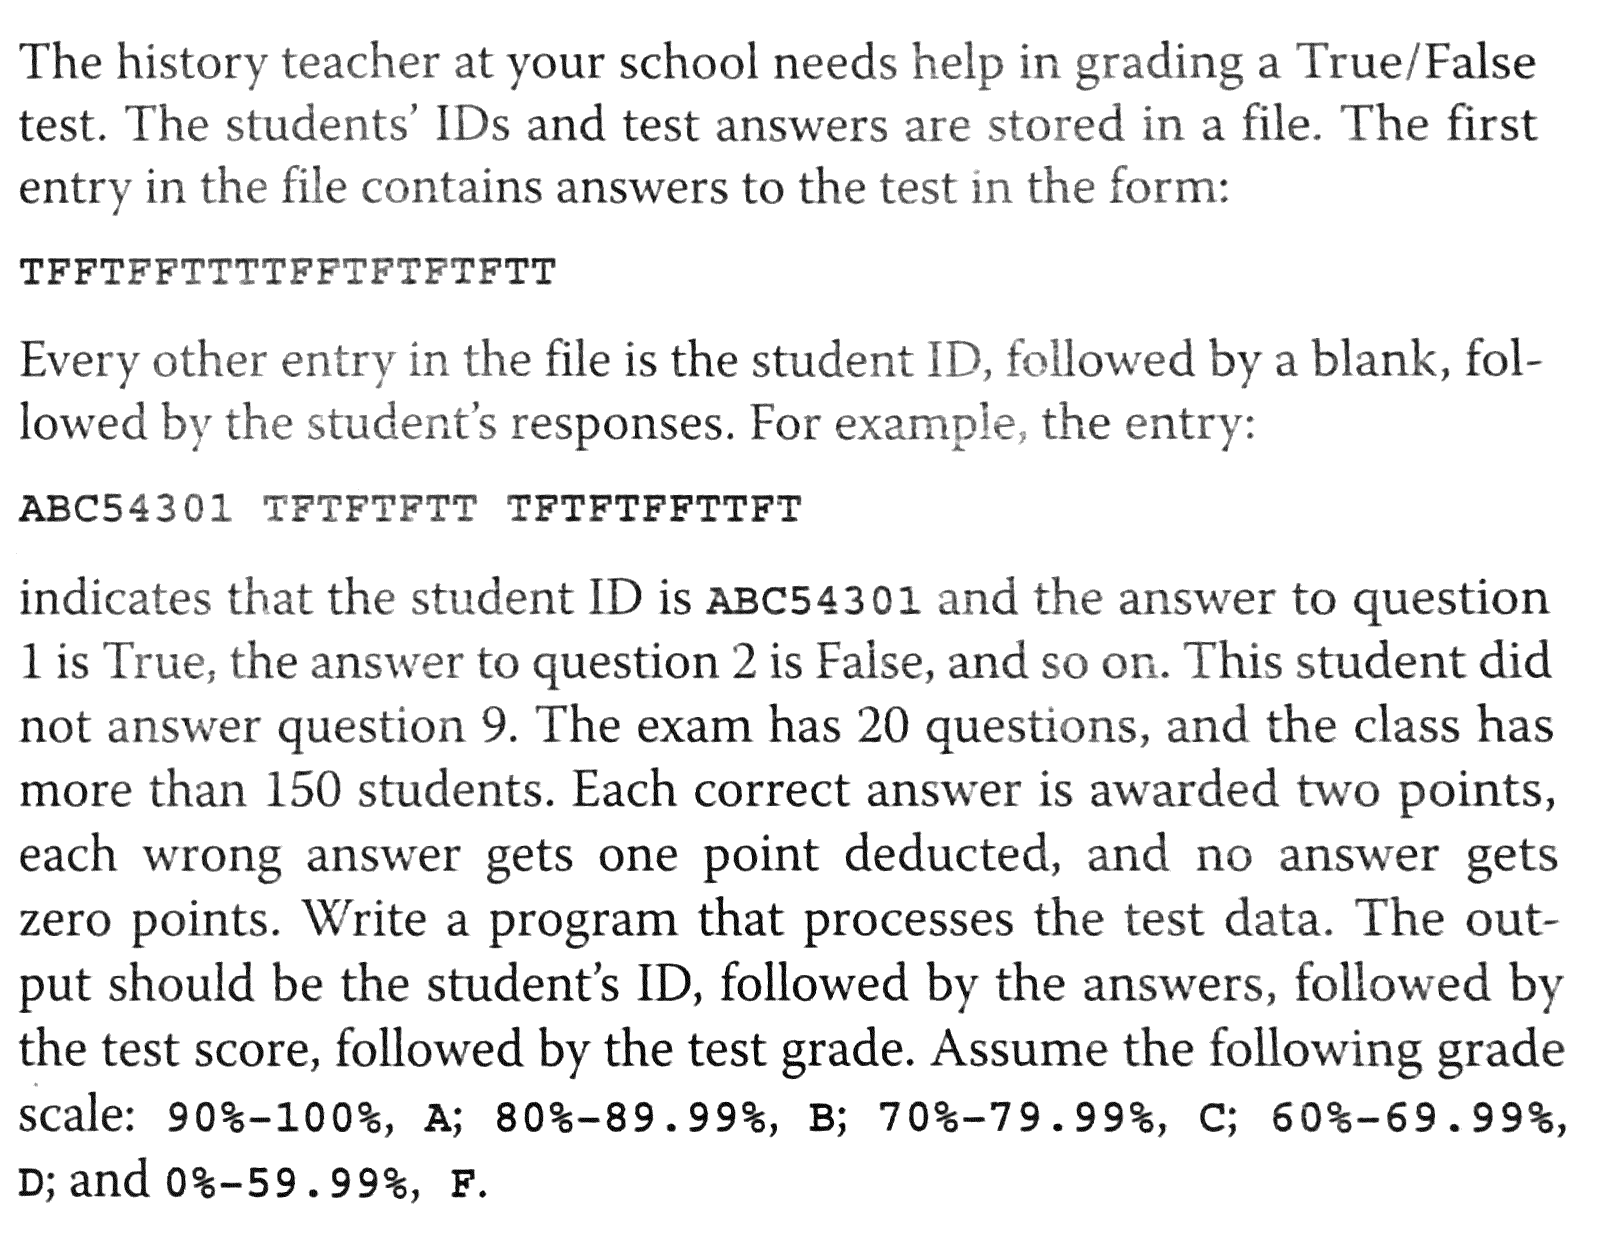 The history teacher at your school needs help in grading a True/False
test. The students' IDs and test answers are stored in a file. The first
entry in the file contains answers to the test in the form:
TFFTFFTTTTFFTFTFTFTT
Every other entry in the file is the student ID, followed by a blank, fol-
lowed by the student's responses. For example, the entry:
ABC54301 TFTFTFTT TFTFTFFTTFT
indicates that the student ID is ABC54301 and the answer to question
1 is True, the answer to question 2 is False, and so on. This student did
not answer question 9. The exam has 20 questions, and the class has
more than 150 students. Each correct answer is awarded two points,
each wrong answer gets one point deducted, and no answer gets
zero points. Write a program that processes the test data. The out-
put should be the student's ID, followed by the answers, followed by
the test score, followed by the test grade. Assume the following grade
scale: 90%–100%, A; 80%–89.99%, B; 70%–79.99%, C; 60%–69.99%,
D; and 0%–59.99%, F.